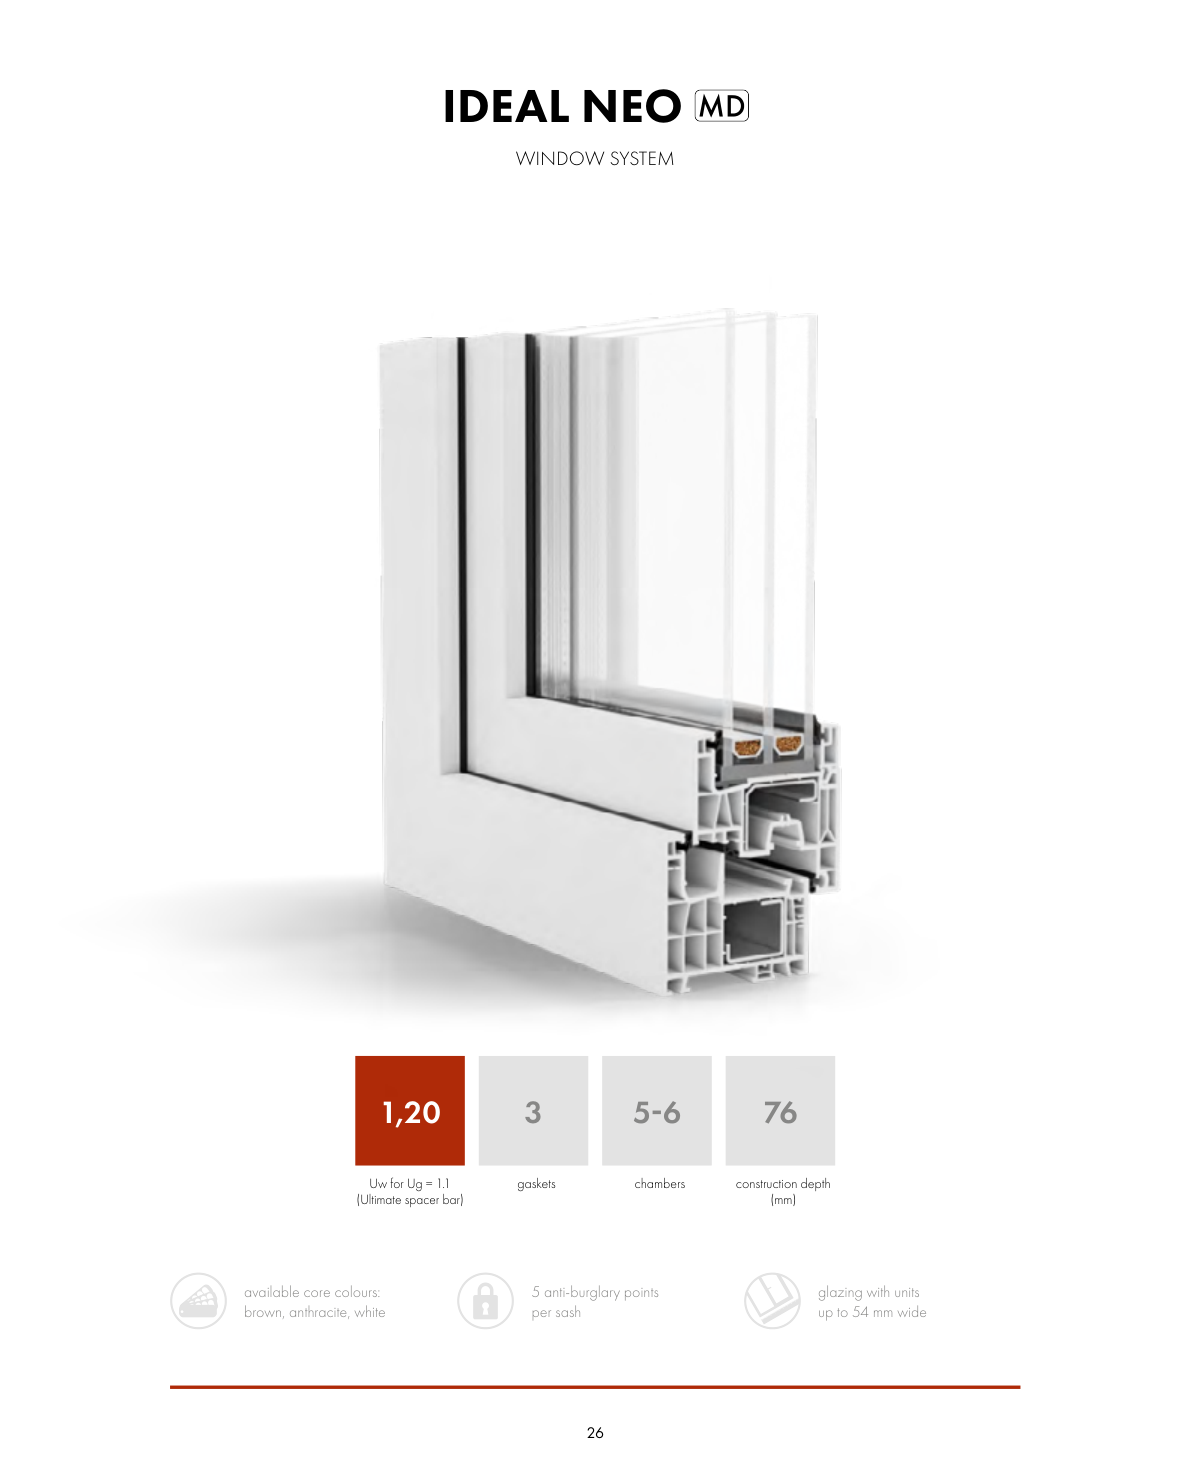 IDEAL NEO MD
WINDOW SYSTEM
1,20
3
5-6
76
Uw for Ug = 1.1
(Ultimate spacer bar)
gaskets
chambers
construction depth
(mm)
available core colours:
brown, anthracite, white
5 anti-burglary points
per sash
glazing with units
up to 54 mm wide
26